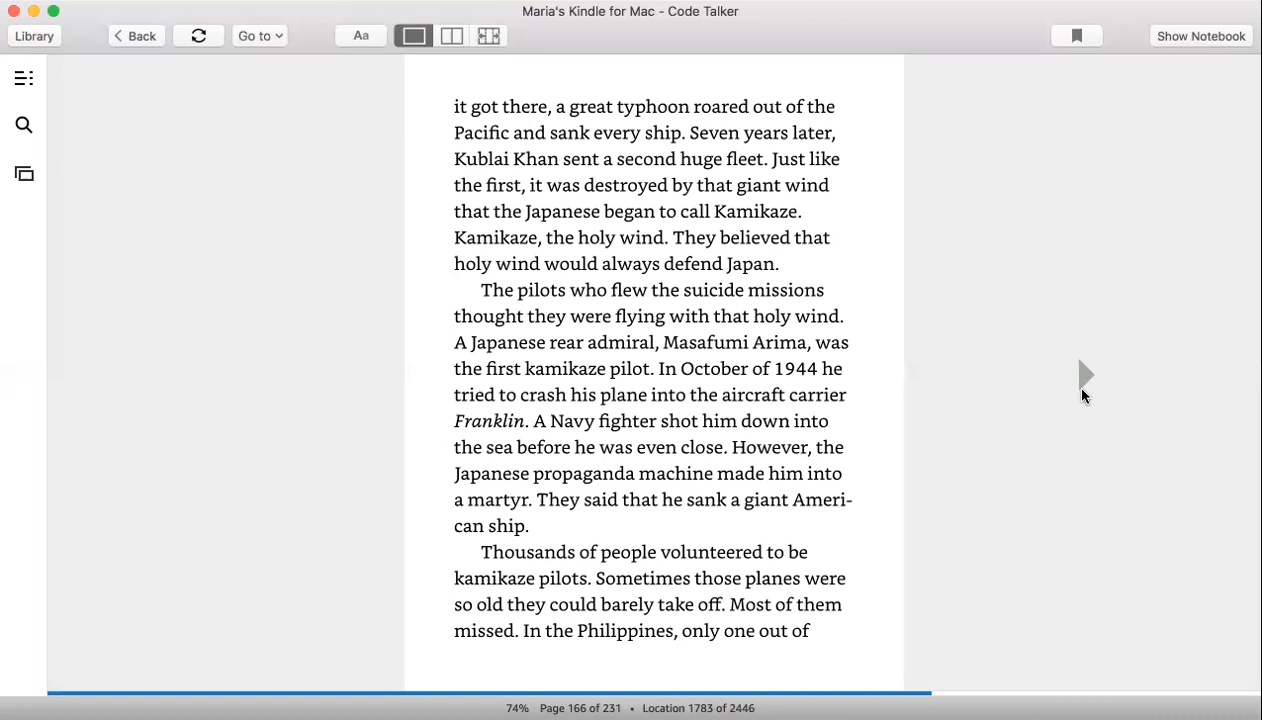 Maria's Kindle for Mac - Code Talker
Library
Back
Go to
Aa
Show Notebook
it got there, a great typhoon roared out of the
Pacific and sank every ship. Seven years later,
Kublai Khan sent a second huge fleet. Just like
the first, it was destroyed by that giant wind
that the Japanese began to call Kamikaze.
Kamikaze, the holy wind. They believed that
holy wind would always defend Japan.
The pilots who flew the suicide missions
thought they were flying with that holy wind.
A Japanese rear admiral, Masafumi Arima, was
the first kamikaze pilot. In October of 1944 he
tried to crash his plane into the aircraft carrier
Franklin. A Navy fighter shot him down into
the sea before he was even close. However, the
Japanese propaganda machine made him into
a martyr. They said that he sank a giant Ameri-
can ship.
Thousands of people volunteered to be
kamikaze pilots. Sometimes those planes were
so old they could barely take off. Most of them
missed. In the Philippines, only one out of
74% Page 166 of 231 • Location 1783 of 2446